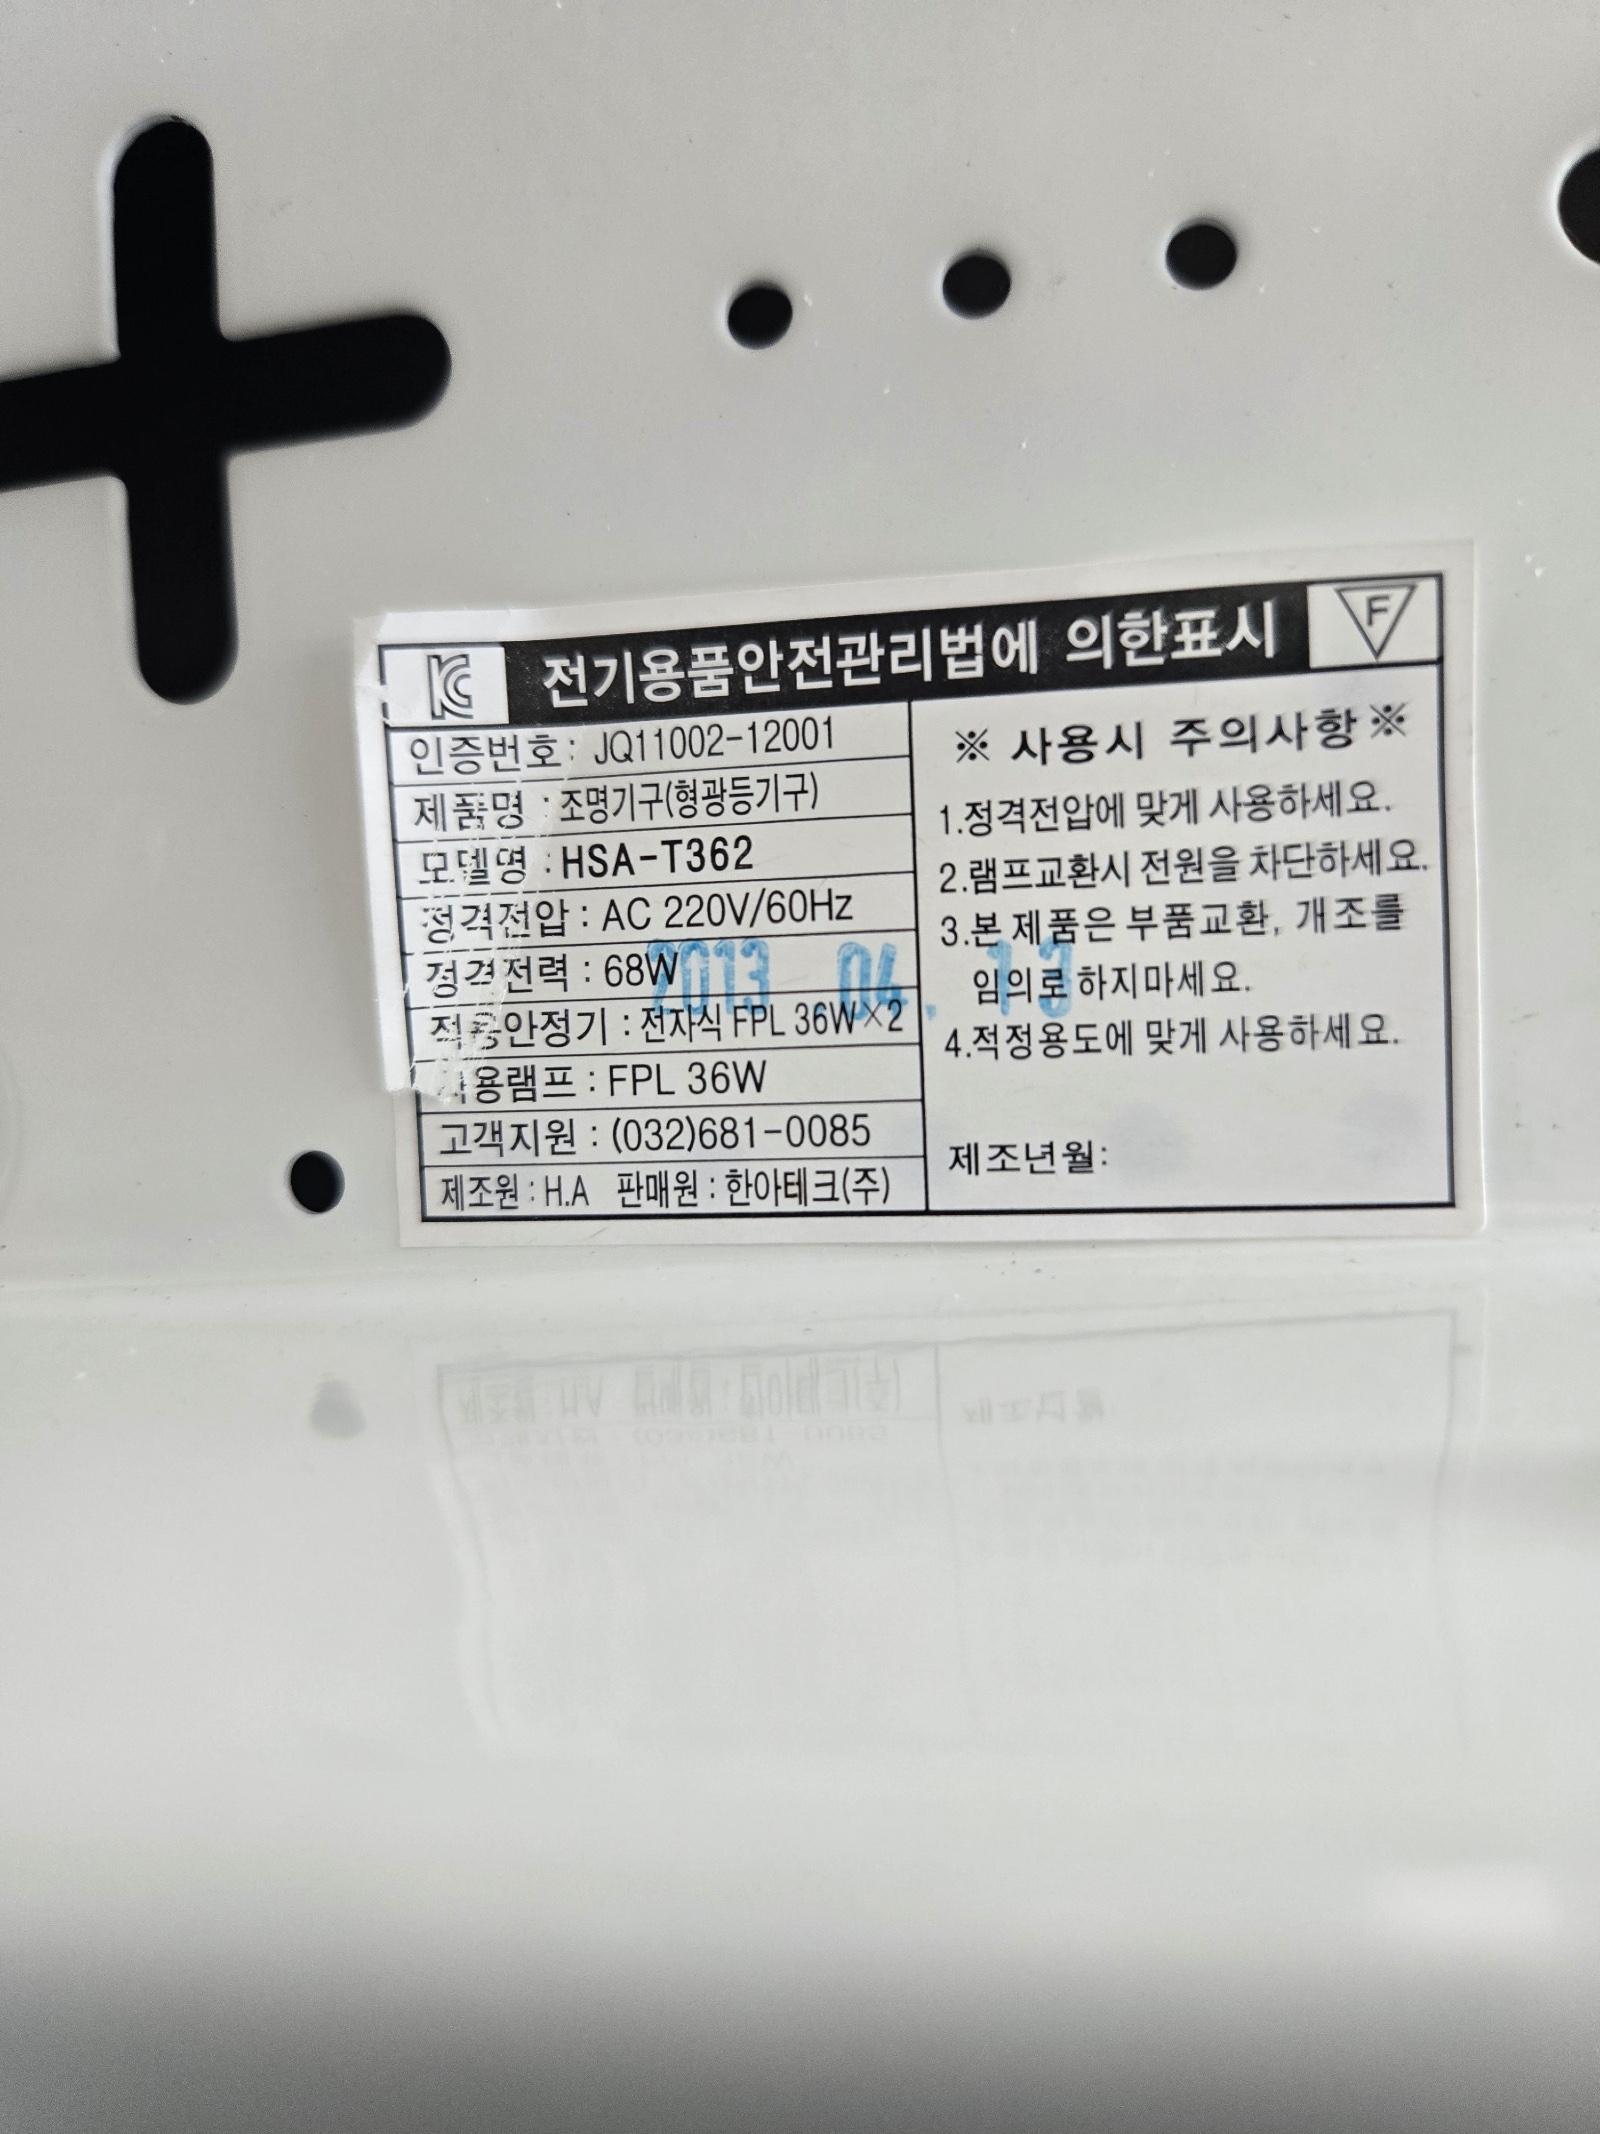 KC 전기용품안전관리법에 의한표시 F
인증번호: JQ11002-12001
제품명 : 조명기구(형광등기구)
모델명 : HSA-T362
정격전압 : AC 220V/60Hz
정격전력 : 68W
적용안정기 : 전자식 FPL 36W×2
사용램프 : FPL 36W
고객지원 : (032)681-0085
제조원 : H.A 판매원 : 한아테크(주)
2013.04.13
※ 사용시 주의사항※
1.정격전압에 맞게 사용하세요.
2.램프교환시 전원을 차단하세요.
3.본 제품은 부품교환, 개조를
임의로 하지마세요.
4.적정용도에 맞게 사용하세요.
제조년월: